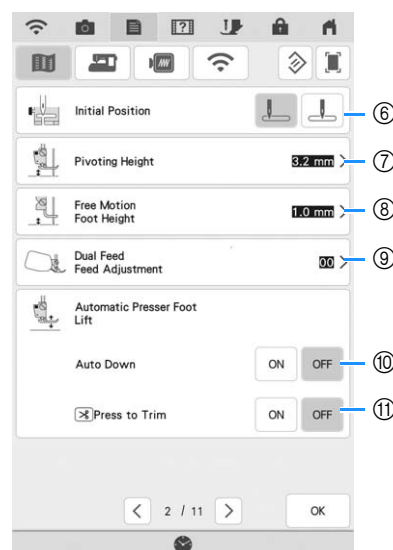 Initial Position
⑥
Pivoting Height
3.2 mm
⑦
Free Motion
Foot Height
1.0 mm
⑧
Dual Feed
Feed Adjustment
00
⑨
Automatic Presser Foot
Lift
Auto Down
ON
OFF
⑩
Press to Trim
ON
OFF
⑪
2 / 11
OK